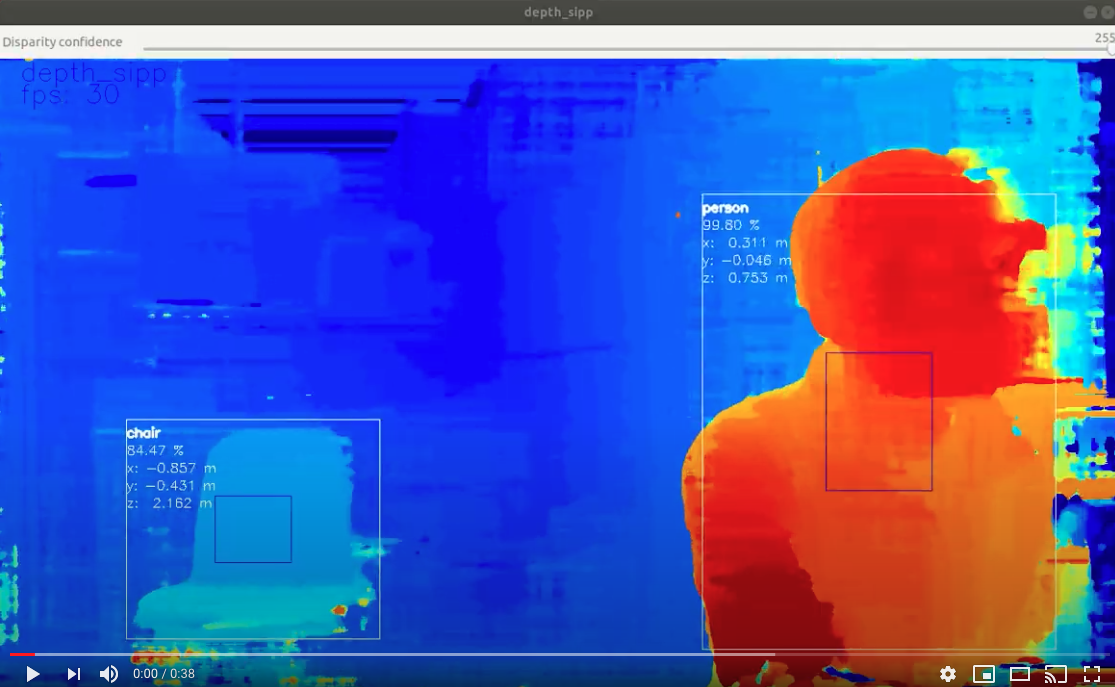 depth_sipp
Disparity confidence
255
depth_sipp
fps: 30
person
99.80 %
x: 0.311 m
y: -0.046 m
z: 0.753 m
chair
84.47 %
x: -0.857 m
y: -0.431 m
z: 2.162 m
0:00 / 0:38